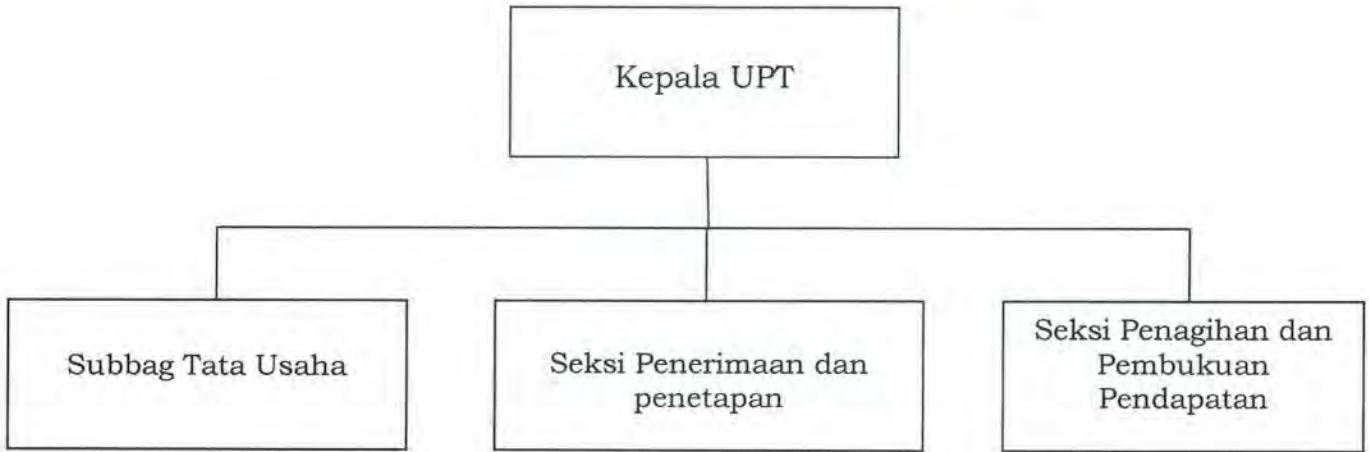 Kepala UPT
Subbag Tata Usaha
Seksi Penerimaan dan
penetapan
Seksi Penagihan dan
Pembukuan
Pendapatan